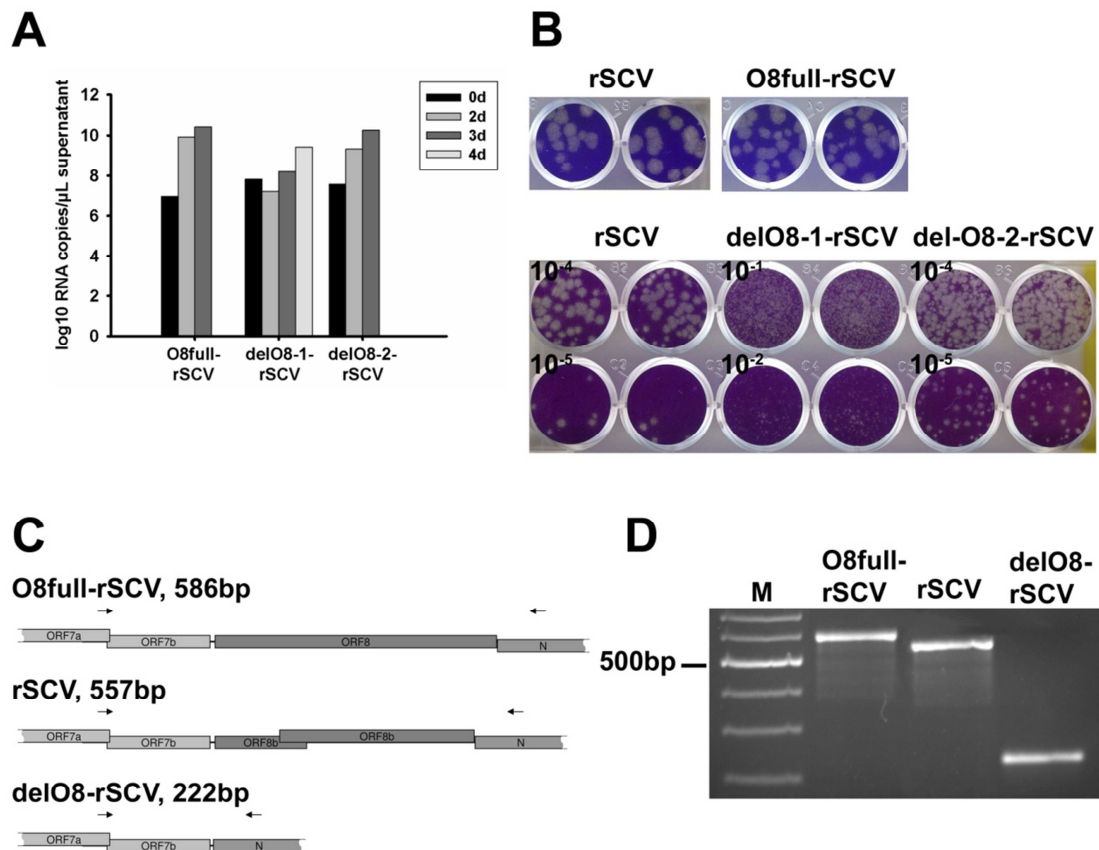 A
log10 RNA copies/µL supernatant
12
10
8
6
4
2
0
0d
2d
3d
4d
O8full-
rSCV
delO8-1-
rSCV
delO8-2-
rSCV
B
rSCV
O8full-rSCV
rSCV
delO8-1-rSCV
del-O8-2-rSCV
10-4
10-1
10-4
10-5
10-2
10-5
C
O8full-rSCV, 586bp
ORF7a
ORF7b
ORF8
N
rSCV, 557bp
ORF7a
ORF7b
ORF8b
ORF8b
N
delO8-rSCV, 222bp
ORF7a
ORF7b
N
D
M
O8full-
rSCV
rSCV
delO8-
rSCV
500bp